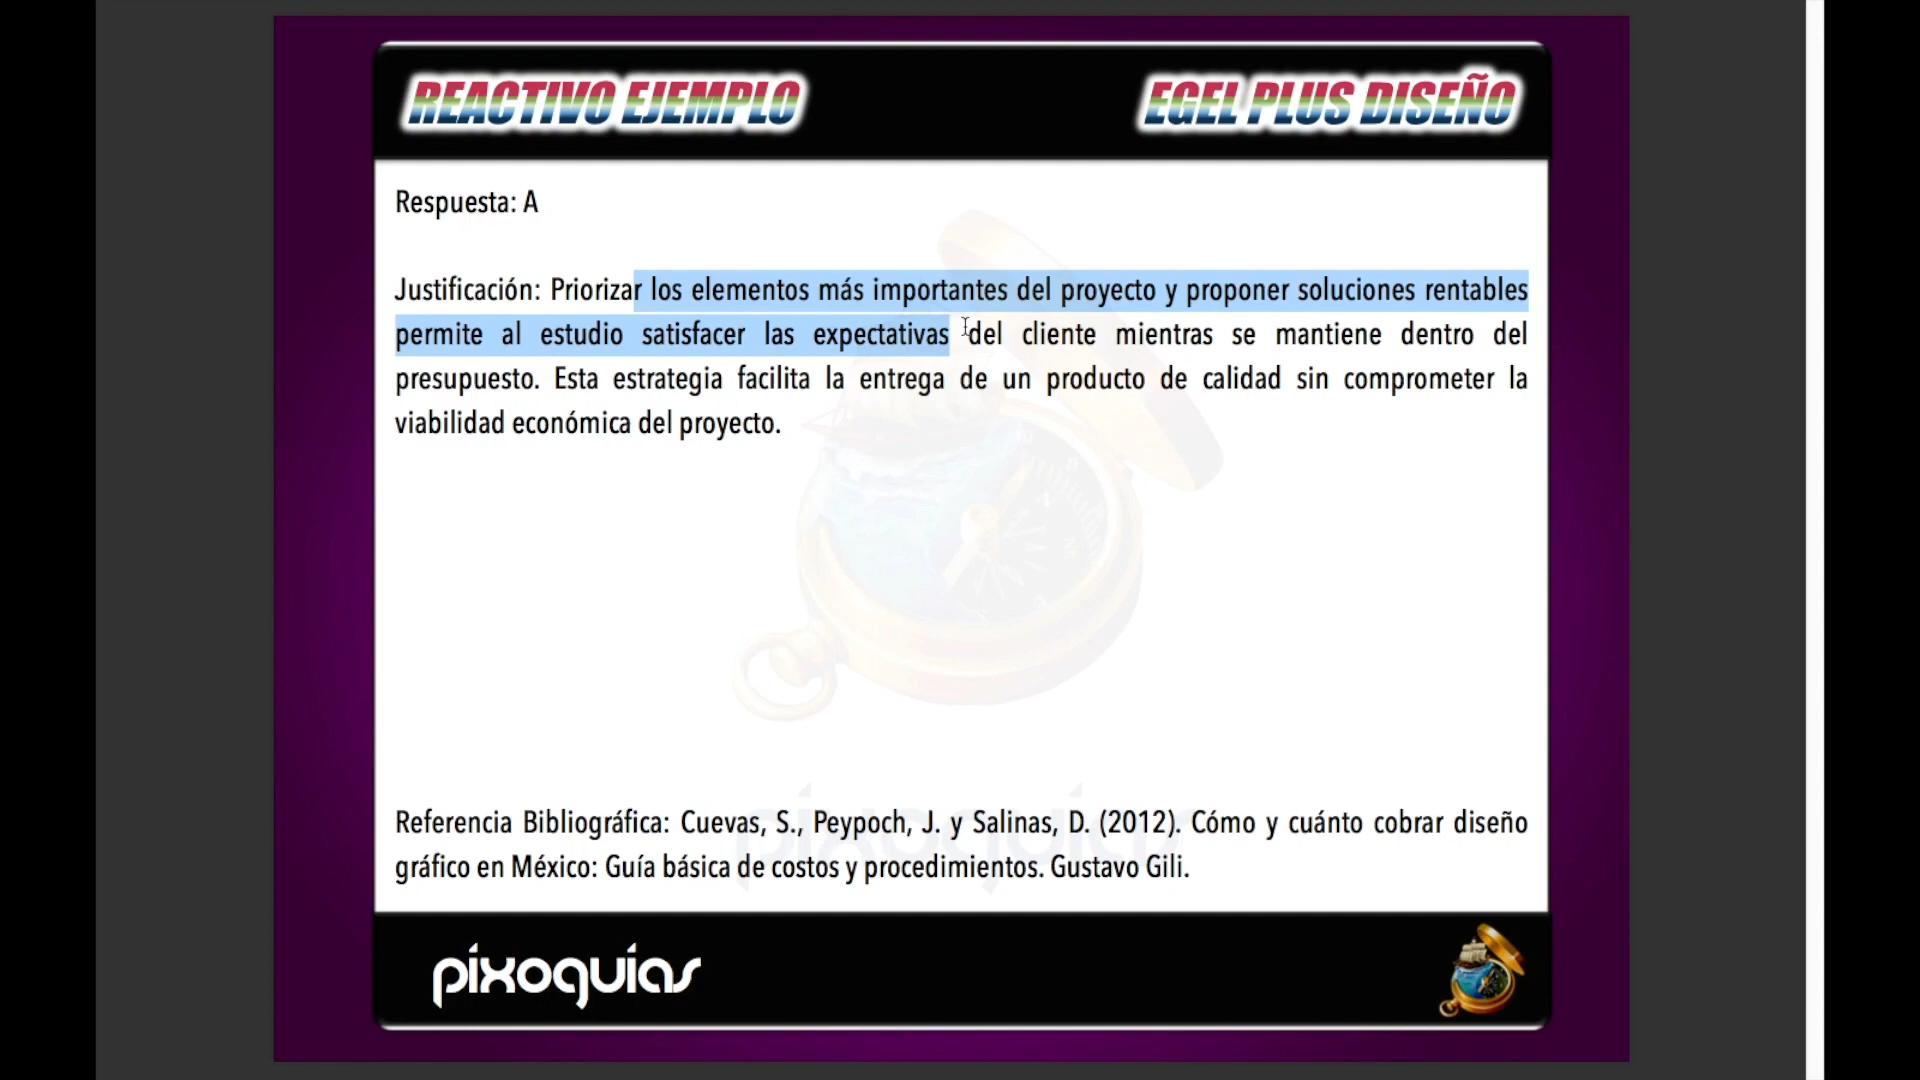 REACTIVO EJEMPLO
EGEL PLUS DISEÑO
Respuesta: A
Justificación: Priorizar los elementos más importantes del proyecto y proponer soluciones rentables
permite al estudio satisfacer las expectativas del cliente mientras se mantiene dentro del
presupuesto. Esta estrategia facilita la entrega de un producto de calidad sin comprometer la
viabilidad económica del proyecto.
Referencia Bibliográfica: Cuevas, S., Peypoch, J. y Salinas, D. (2012). Cómo y cuánto cobrar diseño
gráfico en México: Guía básica de costos y procedimientos. Gustavo Gili.
pixoguias